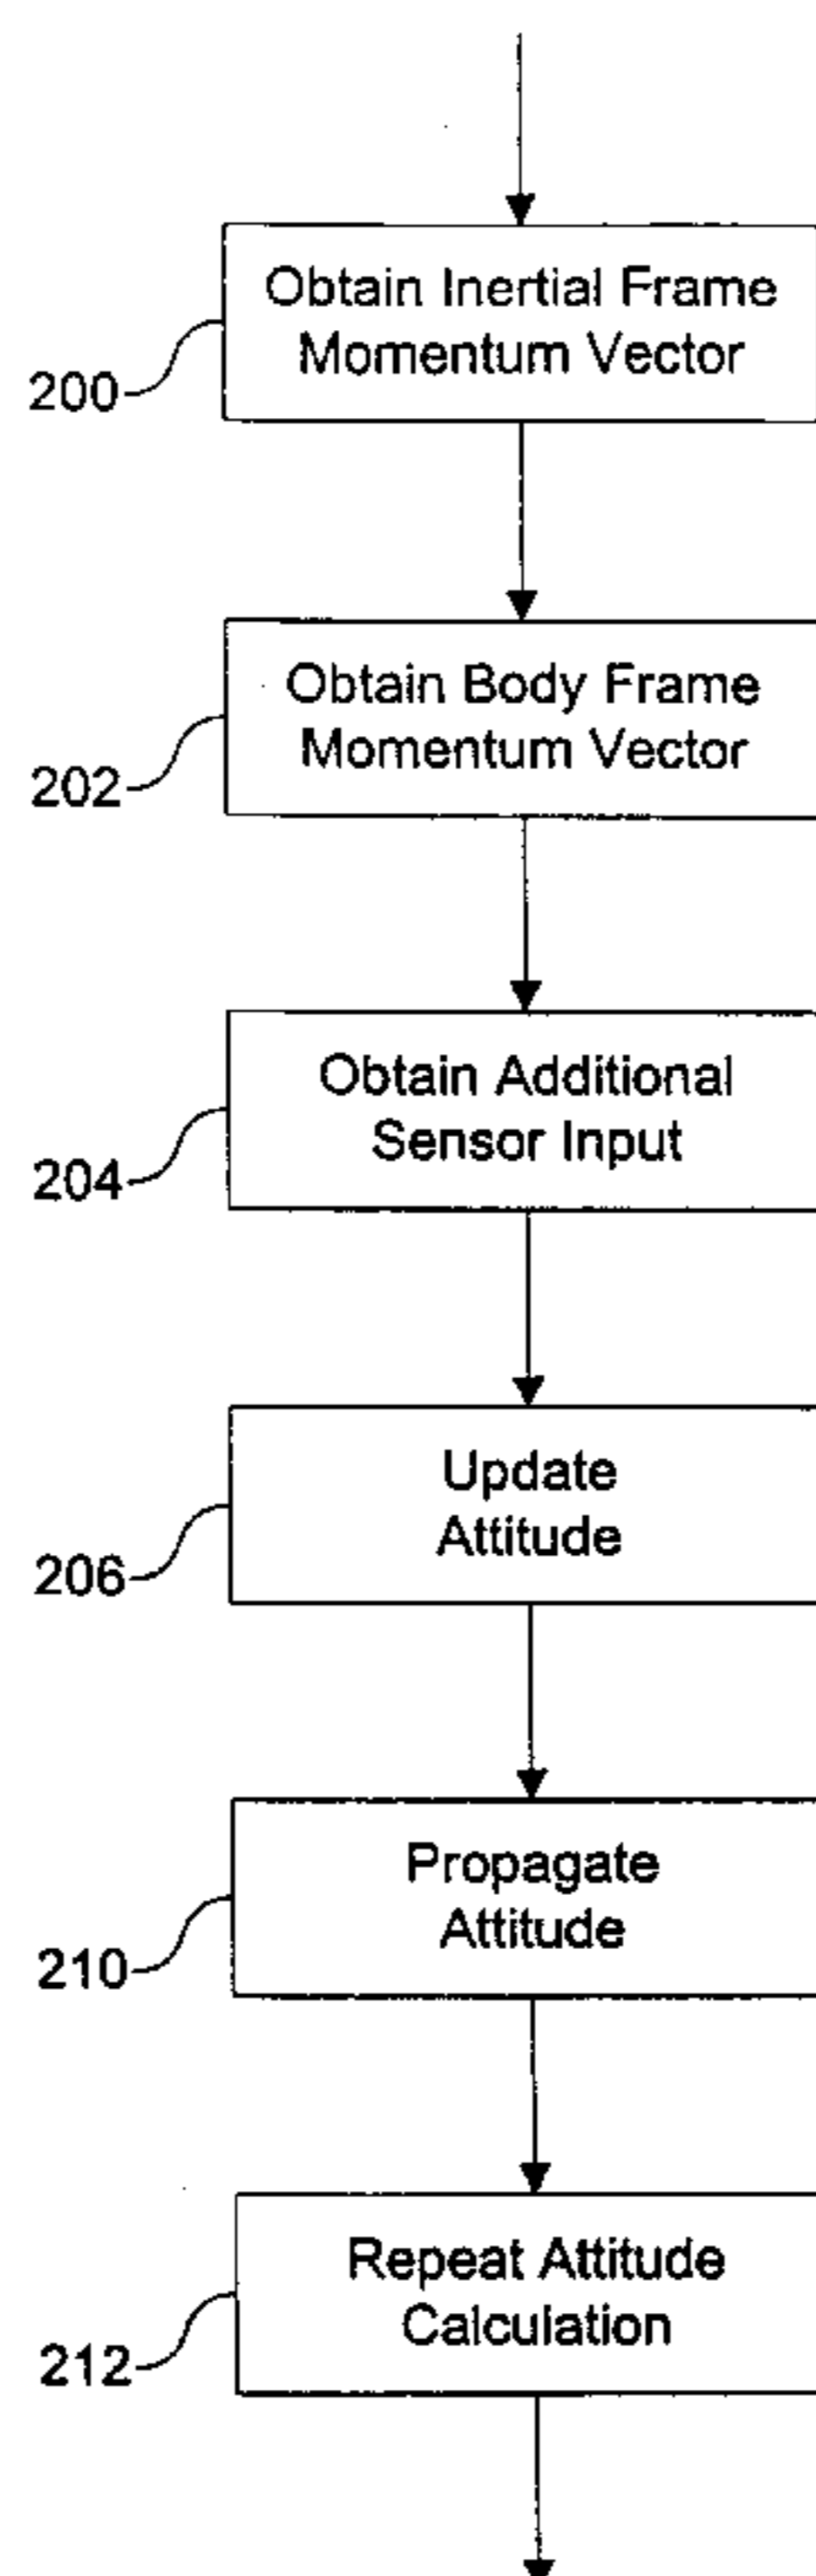 Obtain Inertial Frame
Momentum Vector
200
Obtain Body Frame
Momentum Vector
202
Obtain Additional
Sensor Input
204
Update
Attitude
206
Propagate
Attitude
210
Repeat Attitude
Calculation
212